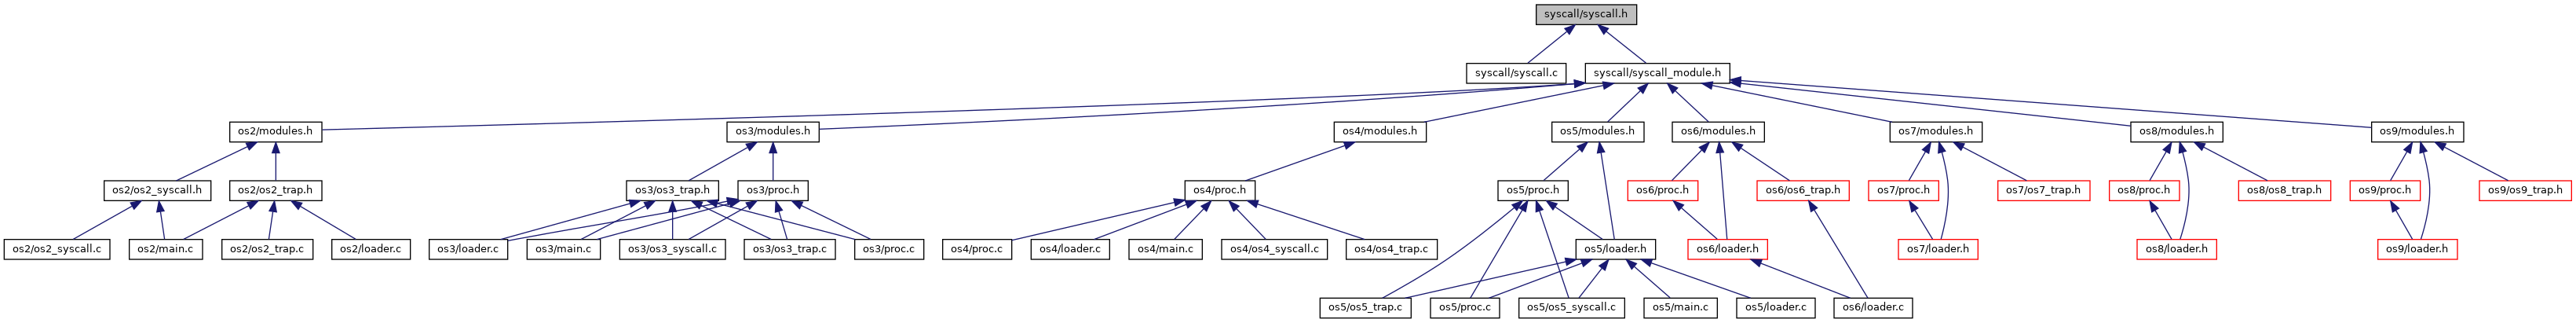 syscall/syscall.h
syscall/syscall.c
syscall/syscall_module.h
os2/modules.h
os3/modules.h
os4/modules.h
os5/modules.h
os6/modules.h
os7/modules.h
os8/modules.h
os9/modules.h
os2/os2_syscall.h
os2/os2_trap.h
os3/os3_trap.h
os3/proc.h
os4/proc.h
os5/proc.h
os6/proc.h
os6/os6_trap.h
os7/proc.h
os7/os7_trap.h
os8/proc.h
os8/os8_trap.h
os9/proc.h
os9/os9_trap.h
os2/os2_syscall.c
os2/main.c
os2/os2_trap.c
os2/loader.c
os3/loader.c
os3/main.c
os3/os3_syscall.c
os3/os3_trap.c
os3/proc.c
os4/proc.c
os4/loader.c
os4/main.c
os4/os4_syscall.c
os4/os4_trap.c
os5/loader.h
os6/loader.h
os7/loader.h
os8/loader.h
os9/loader.h
os5/os5_trap.c
os5/proc.c
os5/os5_syscall.c
os5/main.c
os5/loader.c
os6/loader.c